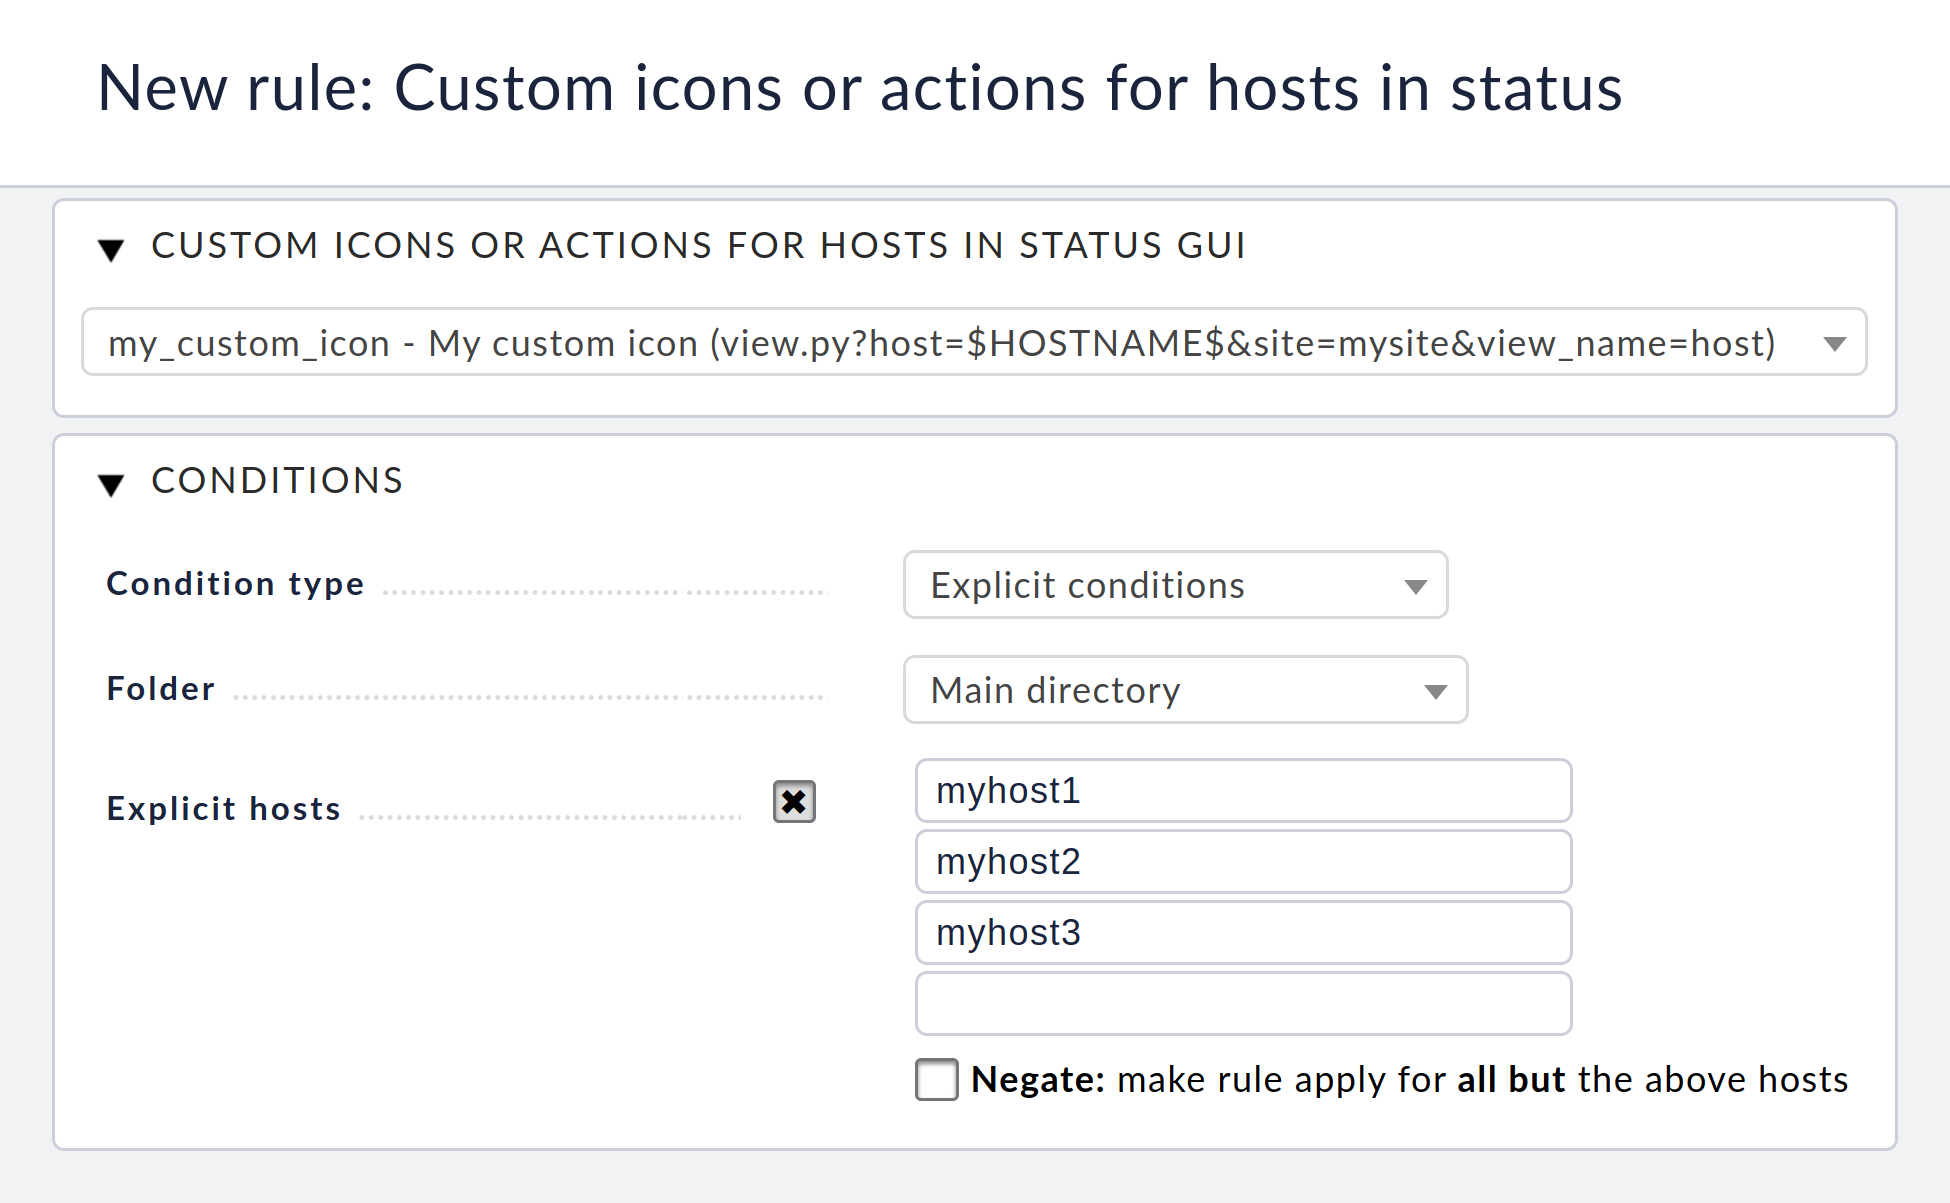 New rule: Custom icons or actions for hosts in status
CUSTOM ICONS OR ACTIONS FOR HOSTS IN STATUS GUI
my_custom_icon - My custom icon (view.py?host=$HOSTNAME$&site=mysite&view_name=host)
CONDITIONS
Condition type
Explicit conditions
Folder
Main directory
Explicit hosts
myhost1
myhost2
myhost3
Negate: make rule apply for all but the above hosts